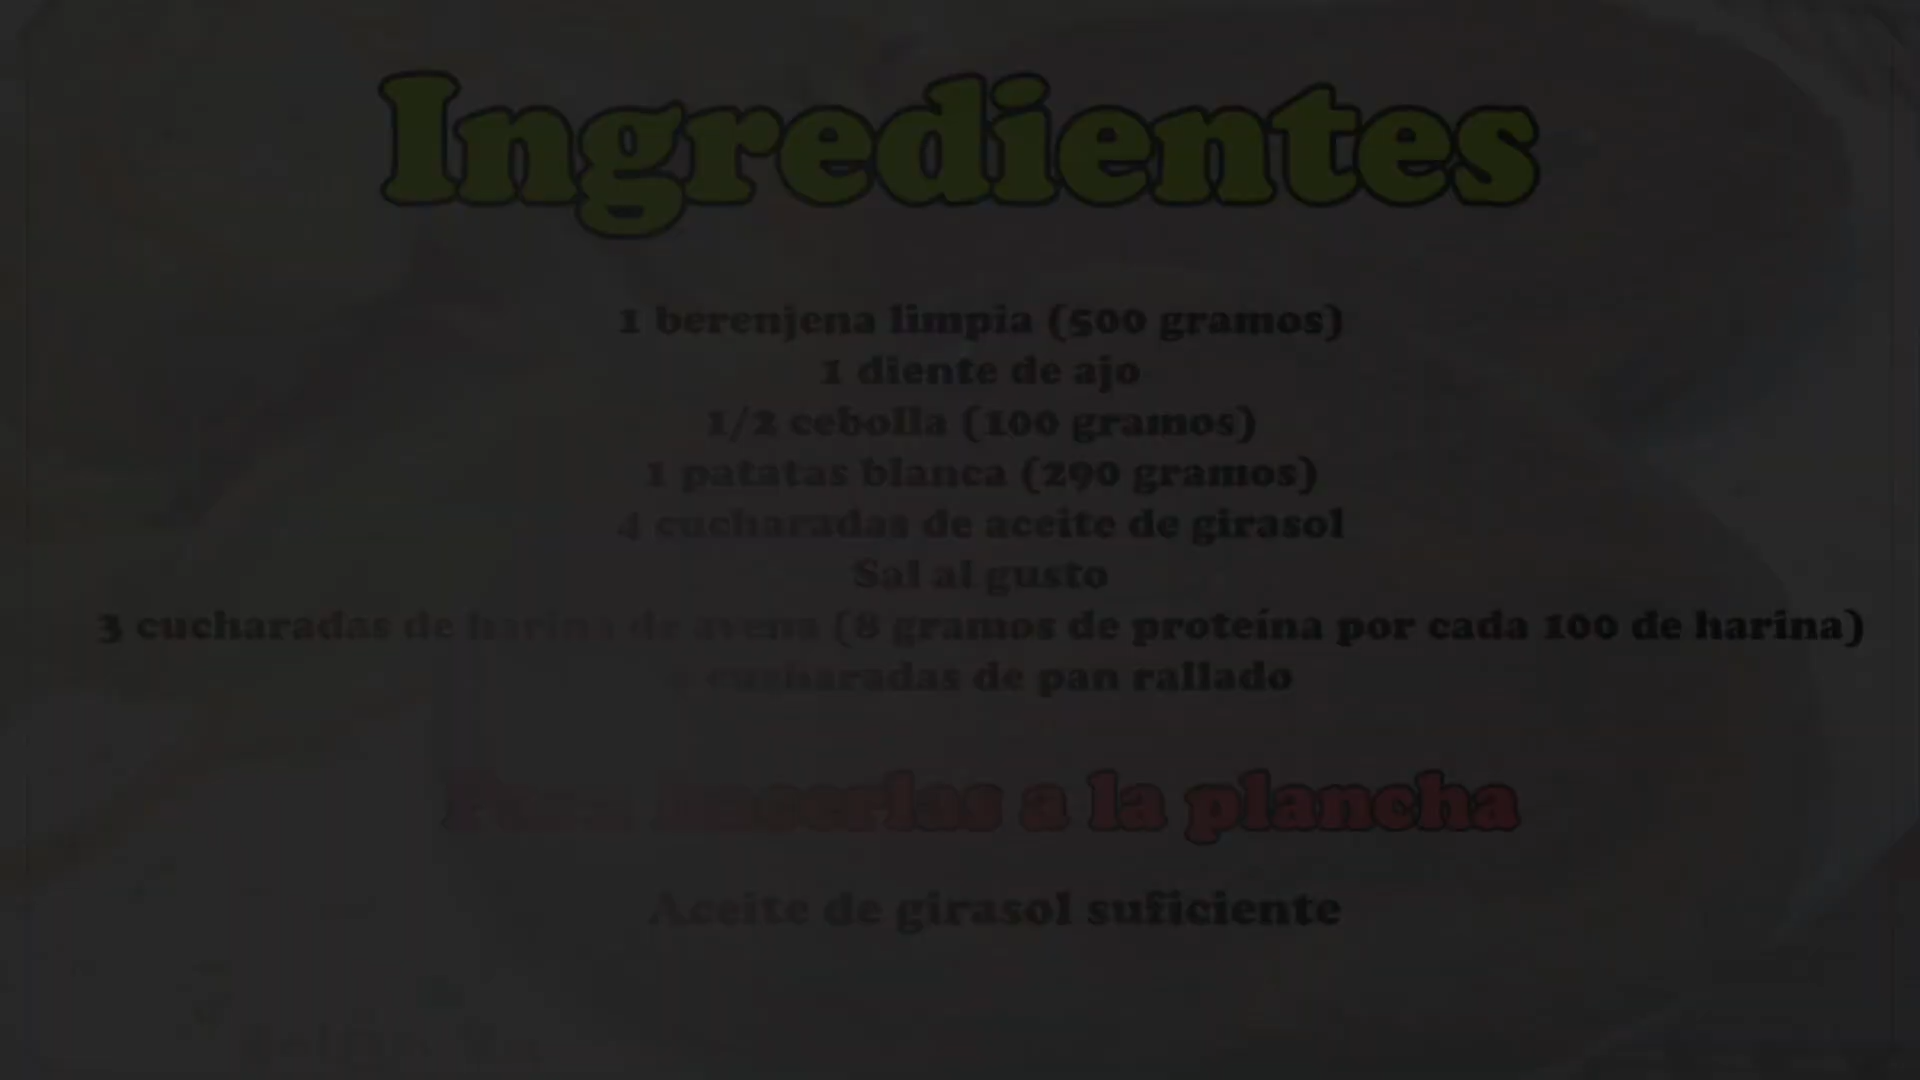 Ingredientes
1 berenjena limpia (500 gramos)
1 diente de ajo
1/2 cebolla (100 gramos)
1 patatas blanca (290 gramos)
4 cucharadas de aceite de girasol
Sal al gusto
3 cucharadas de harina de avena (8 gramos de proteína por cada 100 de harina)
cucharadas de pan rallado
Para hacerlas a la plancha
Aceite de girasol suficiente